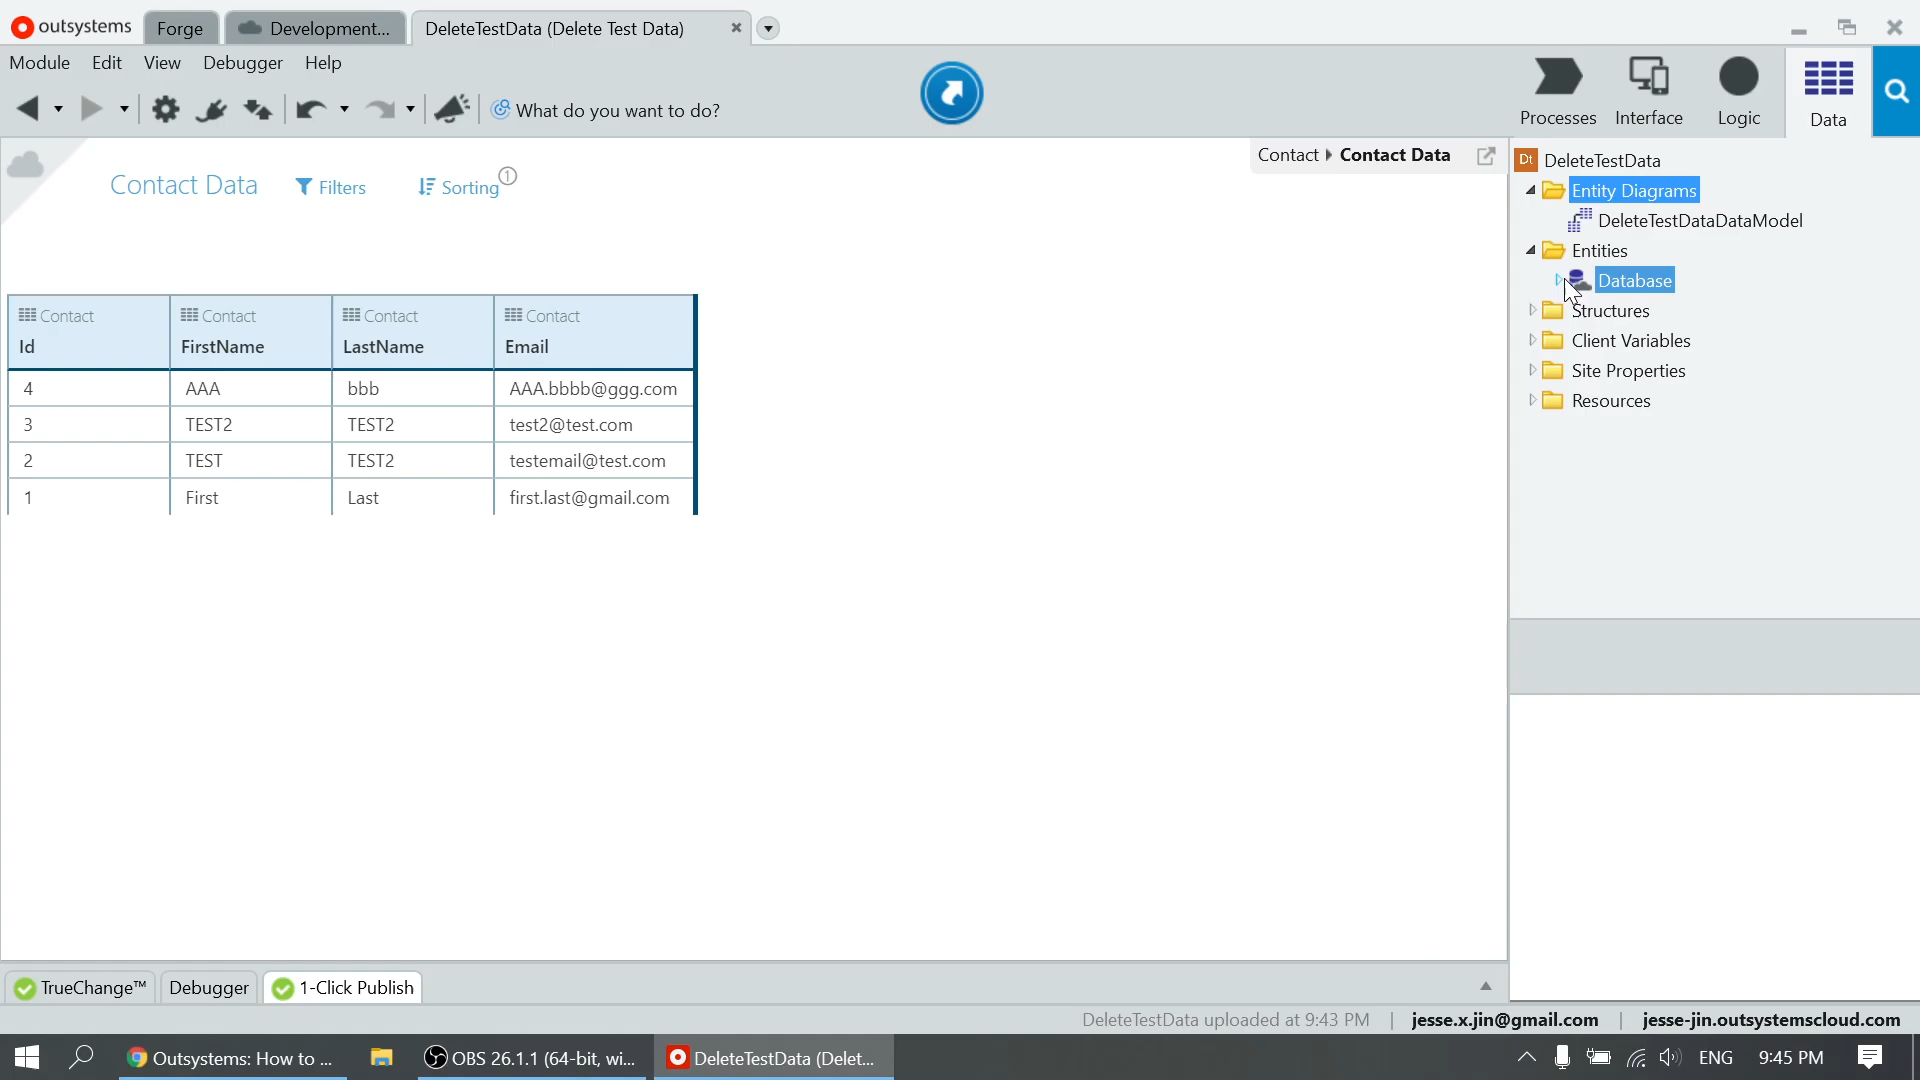 outsystems
Forge
Development...
DeleteTestData (Delete Test Data)
Module Edit View Debugger Help
What do you want to do?
Processes
Interface
Logic
Data
Contact Data
Filters
Sorting
1
Contact Contact Data
Contact Contact Contact Contact
Id FirstName LastName Email
4 AAA bbb AAA.bbbb@ggg.com
3 TEST2 TEST2 test2@test.com
2 TEST TEST2 testemail@test.com
1 First Last first.last@gmail.com
Dt DeleteTestData
Entity Diagrams
DeleteTestDataDataModel
Entities
Database
Structures
Client Variables
Site Properties
Resources
TrueChange™
Debugger
1-Click Publish
DeleteTestData uploaded at 9:43 PM | jesse.x.jin@gmail.com | jesse-jin.outsystemscloud.com
Outsystems: How to ...
OBS 26.1.1 (64-bit, wi...
DeleteTestData (Delet...
ENG
9:45 PM